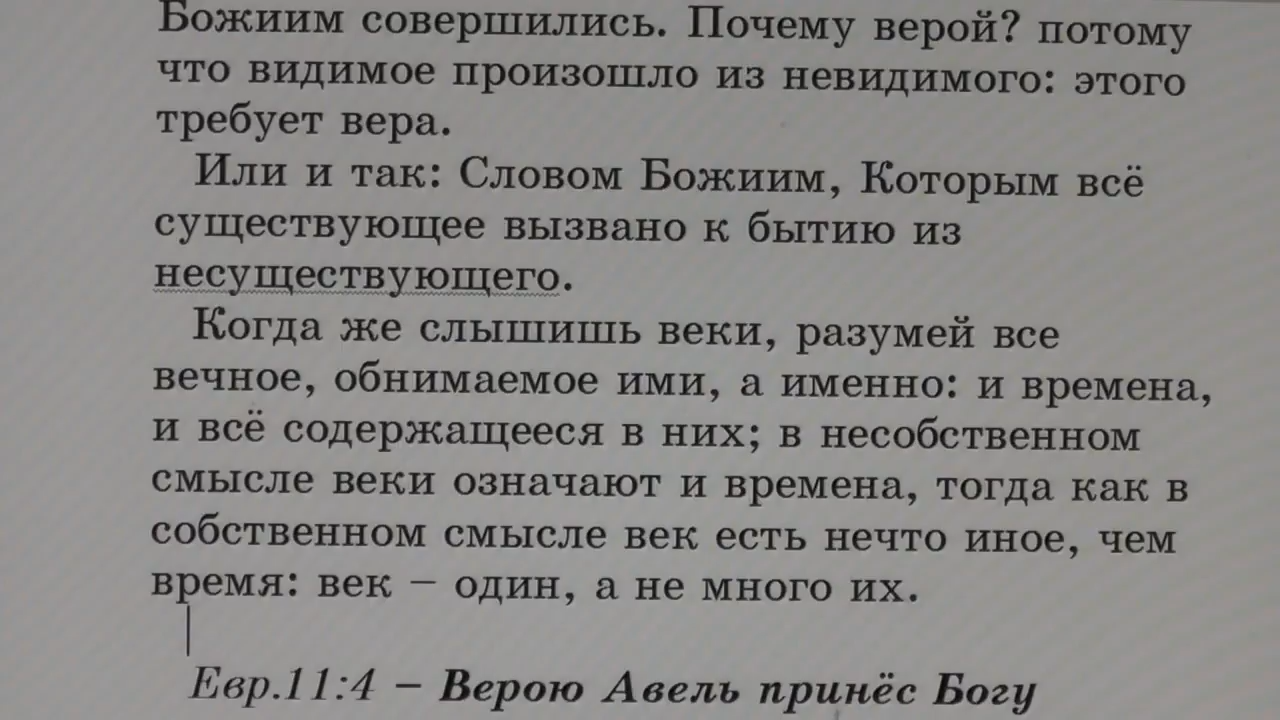 Божиим совершились. Почему верой? потому
что видимое произошло из невидимого: этого
требует вера.
Или и так: Словом Божиим, Которым всё
существующее вызвано к бытию из
несуществующего.
Когда же слышишь веки, разумей все
вечное, обнимаемое ими, а именно: и времена,
и всё содержащееся в них; в несобственном
смысле веки означают и времена, тогда как в
собственном смысле век есть нечто иное, чем
время: век – один, а не много их.
Евр.11:4 – Верою Авель принёс Богу